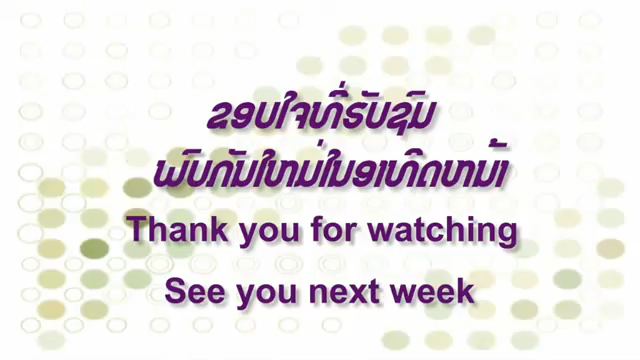 ຂອບໃຈທີ່ຮັບຊົມ
ພົບກັນໃຫມ່ໃນອາທິດຫນ້າ
Thank you for watching
See you next week